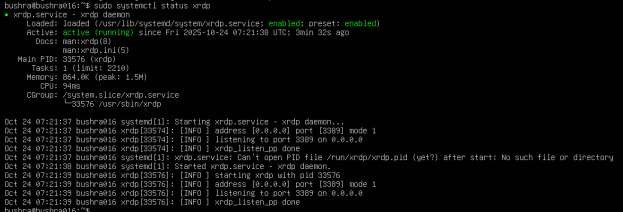 bushra@bushra016:~$ sudo systemctl status xrdp
● xrdp.service - xrdp daemon
Loaded: loaded (/usr/lib/systemd/system/xrdp.service; enabled; preset: enabled)
Active: active (running) since Fri 2025-10-24 07:21:38 UTC; 3min 32s ago
Docs: man:xrdp(8)
man:xrdp.ini(5)
Main PID: 33576 (xrdp)
Tasks: 1 (limit: 2210)
Memory: 864.0K (peak: 1.5M)
CPU: 94ms
CGroup: /system.slice/xrdp.service
└─33576 /usr/sbin/xrdp
Oct 24 07:21:37 bushra016 systemd[1]: Starting xrdp.service - xrdp daemon...
Oct 24 07:21:37 bushra016 xrdp[33574]: [INFO ] address [0.0.0.0] port [3389] mode 1
Oct 24 07:21:37 bushra016 xrdp[33574]: [INFO ] listening to port 3389 on 0.0.0.0
Oct 24 07:21:37 bushra016 xrdp[33574]: [INFO ] xrdp_listen_pp done
Oct 24 07:21:37 bushra016 systemd[1]: xrdp.service: Can't open PID file /run/xrdp/xrdp.pid (yet?) after start: No such file or directory
Oct 24 07:21:38 bushra016 systemd[1]: Started xrdp.service - xrdp daemon.
Oct 24 07:21:39 bushra016 xrdp[33576]: [INFO ] starting xrdp with pid 33576
Oct 24 07:21:39 bushra016 xrdp[33576]: [INFO ] address [0.0.0.0] port [3389] mode 1
Oct 24 07:21:39 bushra016 xrdp[33576]: [INFO ] listening to port 3389 on 0.0.0.0
Oct 24 07:21:39 bushra016 xrdp[33576]: [INFO ] xrdp_listen_pp done
bushra@bushra016:~$